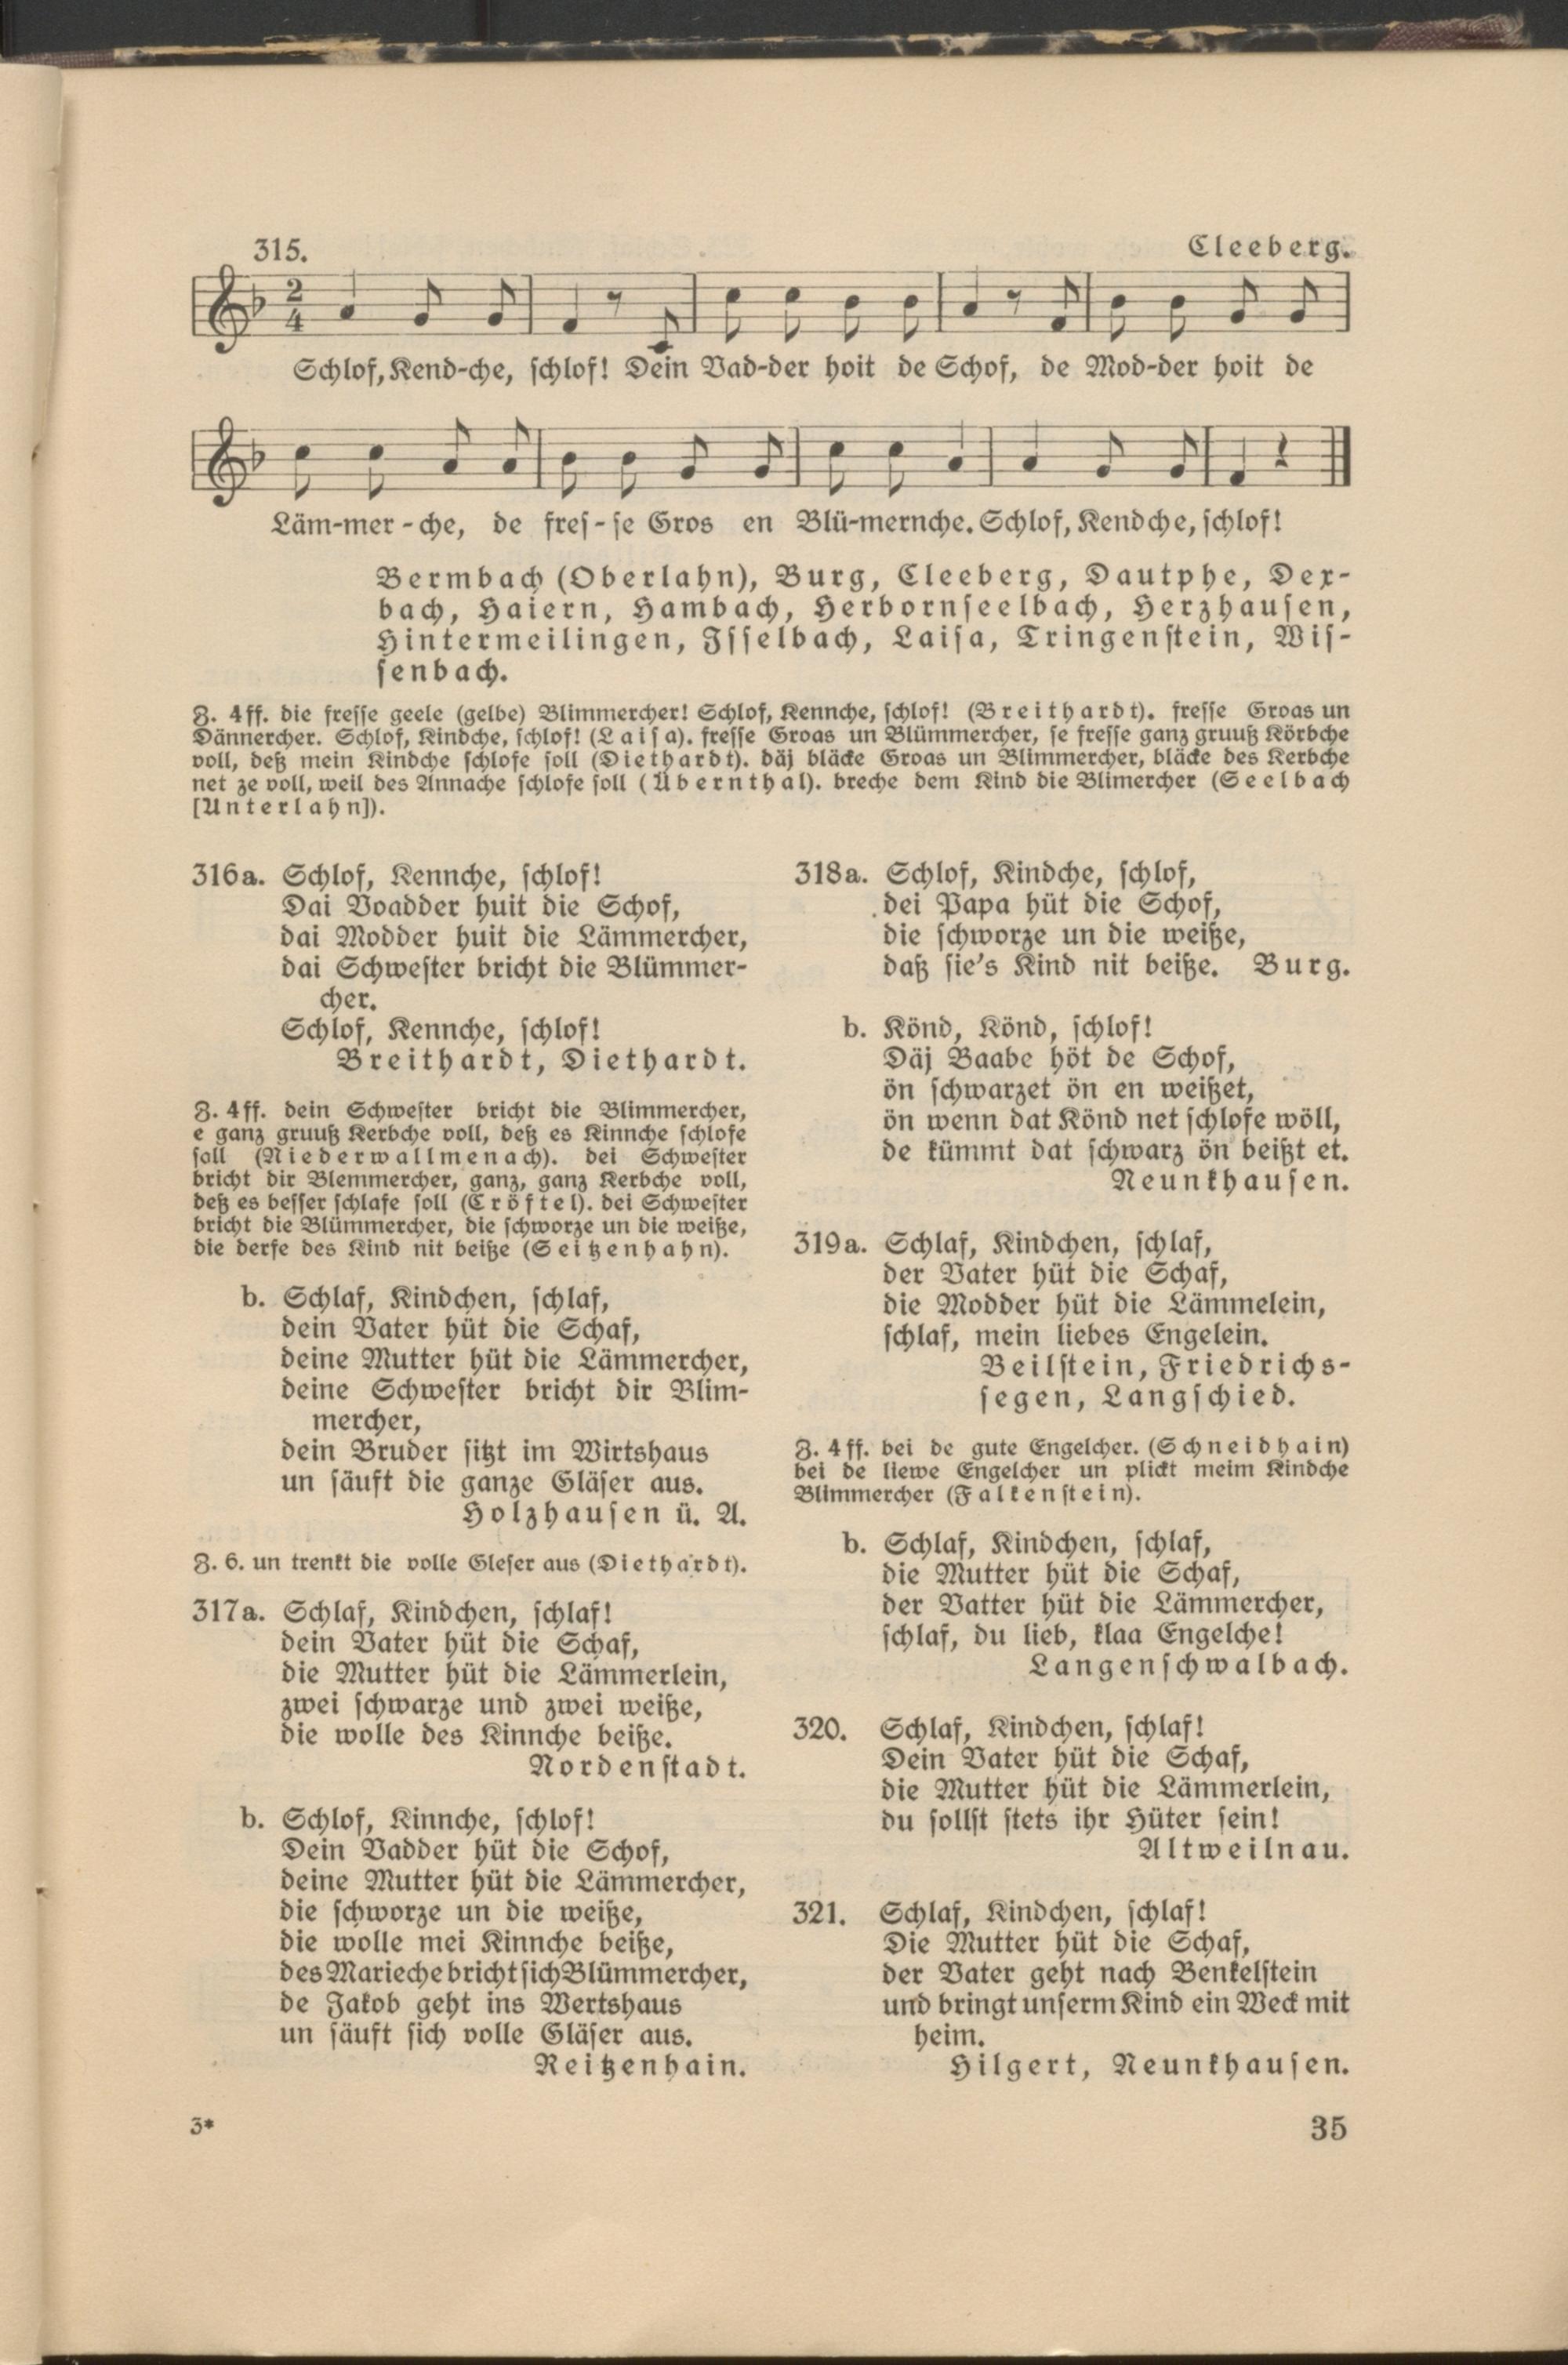 315.
Cleeberg.
2
4
Schlof, Kend-che, schlof! Dein Vad-der hoit de Schof, de Mod-der hoit de
Läm-mer-che, de fres-se Gros en Blü-mernche. Schlof, Kendche, schlof!
Bermbach (Oberlahn), Burg, Cleeberg, Dautphe, Dex-
bach, Haiern, Hambach, Herbornseelbach, Herzhausen,
Hintermeilingen, Isselbach, Laisa, Tringenstein, Wis-
senbach.
Z. 4 ff. die fresse geele (gelbe) Blimmercher! Schlof, Kennche, schlof! (Breithardt). fresse Groas un
Dännercher. Schlof, Kindche, schlof! (Laisa). fresse Groas un Blümmercher, se fresse ganz gruuß Körbche
voll, deß mein Kindche schlofe soll (Diethardt). däj bläcke Groas un Blimmercher, bläcke des Kerbche
net ze voll, weil des Annache schlofe soll (Übernthal). breche dem Kind die Blimercher (Seelbach
[Unterlahn]).
316a. Schlof, Kennche, schlof!
Dai Voadder huit die Schof,
dai Modder huit die Lämmercher,
dai Schwester bricht die Blümmer-
cher.
Schlof, Kennche, schlof!
Breithardt, Diethardt.
Z. 4 ff. dein Schwester bricht die Blimmercher,
e ganz gruuß Kerbche voll, deß es Kinnche schlofe
soll (Niederwallmenach). dei Schwester
bricht dir Blemmercher, ganz, ganz Kerbche voll,
deß es besser schlafe soll (Cröftel). dei Schwester
bricht die Blümmercher, die schworze un die weiße,
die derfe des Kind nit beiße (Seitzenhahn).
b. Schlaf, Kindchen, schlaf,
dein Vater hüt die Schaf,
deine Mutter hüt die Lämmercher,
deine Schwester bricht dir Blim-
mercher,
dein Bruder sitzt im Wirtshaus
un säuft die ganze Gläser aus.
Holzhausen ü. A.
Z. 6. un trenkt die volle Gleser aus (Diethardt).
317a. Schlaf, Kindchen, schlaf!
dein Vater hüt die Schaf,
die Mutter hüt die Lämmerlein,
zwei schwarze und zwei weiße,
die wolle des Kinnche beiße.
Nordenstadt.
b. Schlof, Kinnche, schlof!
Dein Vadder hüt die Schof,
deine Mutter hüt die Lämmercher,
die schworze un die weiße,
die wolle mei Kinnche beiße,
des Marieche bricht sich Blümmercher,
de Jakob geht ins Wertshaus
un säuft sich volle Gläser aus.
Reitzenhain.
318a. Schlof, Kindche, schlof,
dei Papa hüt die Schof,
die schworze un die weiße,
daß sie's Kind nit beiße. Burg.
b. Könd, Könd, schlof!
Däj Baabe höt de Schof,
ön schwarzet ön en weißet,
ön wenn dat Könd net schlofe wöll,
de kümmt dat schwarz ön beißt et.
Neunkhausen.
319a. Schlaf, Kindchen, schlaf,
der Vater hüt die Schaf,
die Modder hüt die Lämmelein,
schlaf, mein liebes Engelein.
Beilstein, Friedrichs-
segen, Langschied.
Z. 4 ff. bei de gute Engelcher. (Schneidhain)
bei de liewe Engelcher un plickt meim Kindche
Blimmercher (Falkenstein).
b. Schlaf, Kindchen, schlaf,
die Mutter hüt die Schaf,
der Vatter hüt die Lämmercher,
schlaf, du lieb, klaa Engelche!
Langenschwalbach.
320. Schlaf, Kindchen, schlaf!
Dein Vater hüt die Schaf,
die Mutter hüt die Lämmerlein,
du sollst stets ihr Hüter sein!
Altweilnau.
321. Schlaf, Kindchen, schlaf!
Die Mutter hüt die Schaf,
der Vater geht nach Benkelstein
und bringt unserm Kind ein Weck mit
heim.
Hilgert, Neunkhausen.
3*
35